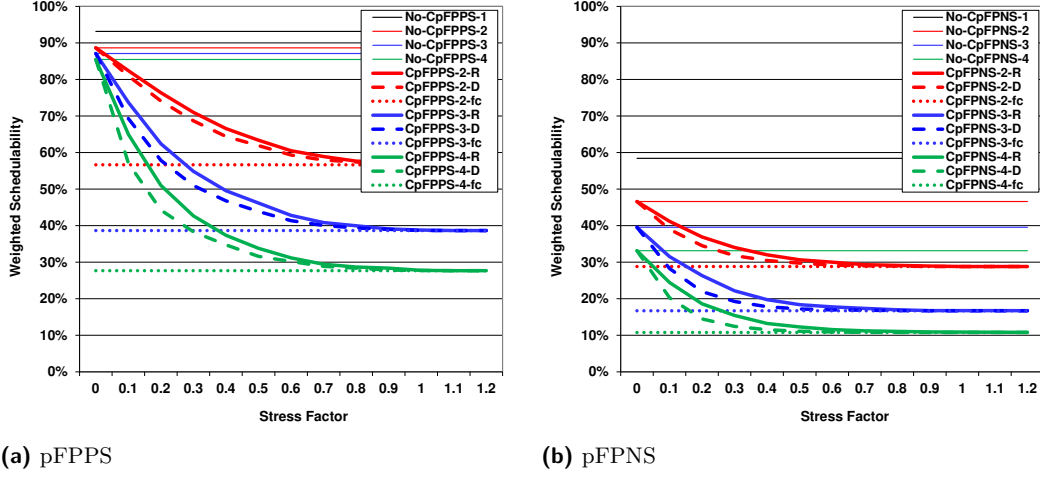 100%
90%
80%
70%
60%
50%
40%
30%
20%
10%
0%
Weighted Schedulability
0 0.1 0.2 0.3 0.4 0.5 0.6 0.7 0.8 0.9 1 1.1 1.2
Stress Factor
No-CpFPPS-1
No-CpFPPS-2
No-CpFPPS-3
No-CpFPPS-4
CpFPPS-2-R
CpFPPS-2-D
CpFPPS-2-fc
CpFPPS-3-R
CpFPPS-3-D
CpFPPS-3-fc
CpFPPS-4-R
CpFPPS-4-D
CpFPPS-4-fc
(a) pFPPS
100%
90%
80%
70%
60%
50%
40%
30%
20%
10%
0%
Weighted Schedulability
0 0.1 0.2 0.3 0.4 0.5 0.6 0.7 0.8 0.9 1 1.1 1.2
Stress Factor
No-CpFPNS-1
No-CpFPNS-2
No-CpFPNS-3
No-CpFPNS-4
CpFPNS-2-R
CpFPNS-2-D
CpFPNS-2-fc
CpFPNS-3-R
CpFPNS-3-D
CpFPNS-3-fc
CpFPNS-4-R
CpFPNS-4-D
CpFPNS-4-fc
(b) pFPNS